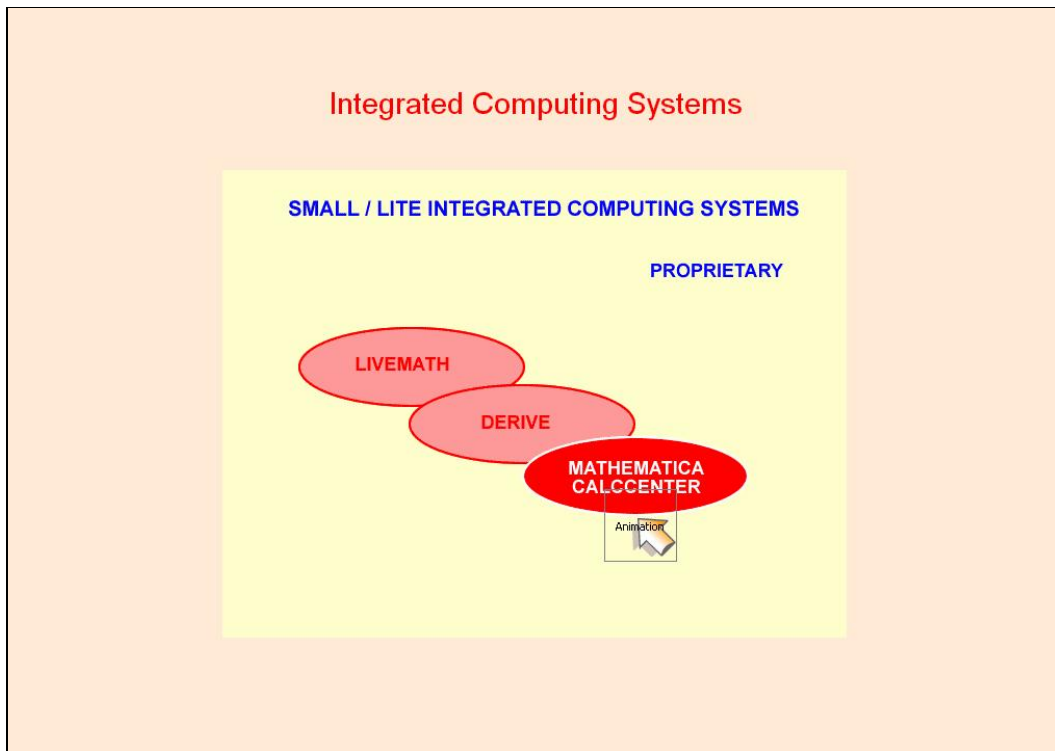 Integrated Computing Systems
SMALL / LITE INTEGRATED COMPUTING SYSTEMS
PROPRIETARY
LIVEMATH
DERIVE
MATHEMATICA
CALCCENTER
Animation